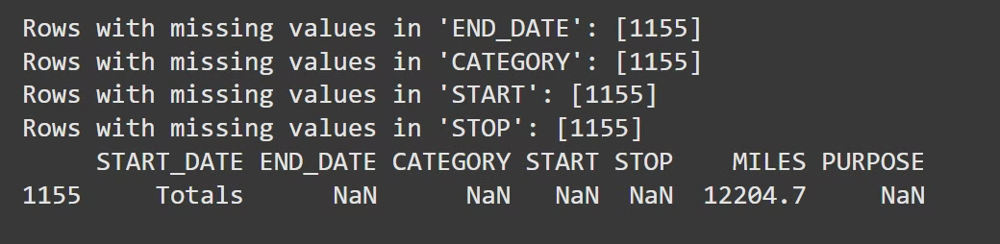 Rows with missing values in 'END_DATE': [1155]
Rows with missing values in 'CATEGORY': [1155]
Rows with missing values in 'START': [1155]
Rows with missing values in 'STOP': [1155]
START_DATE END_DATE CATEGORY START STOP MILES PURPOSE
1155 Totals NaN NaN NaN NaN 12204.7 NaN